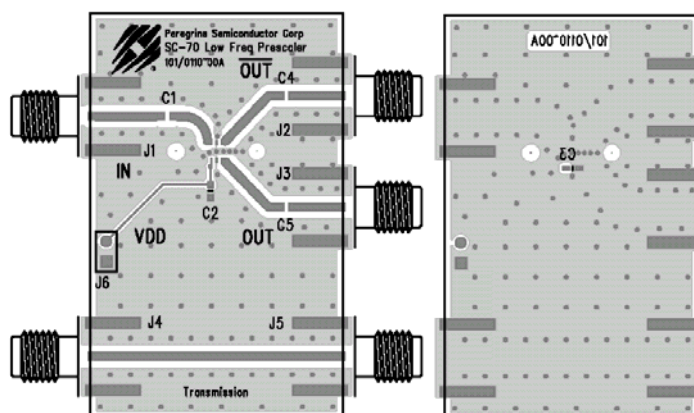 Peregrine Semiconductor Corp
SC-70 Low Freq Prescaler
101/0110~00A
OUT
C4
C1
J2
J1
IN
J3
C2
C5
VDD
OUT
J6
J4
J5
Transmission
101/0110-00A
C3